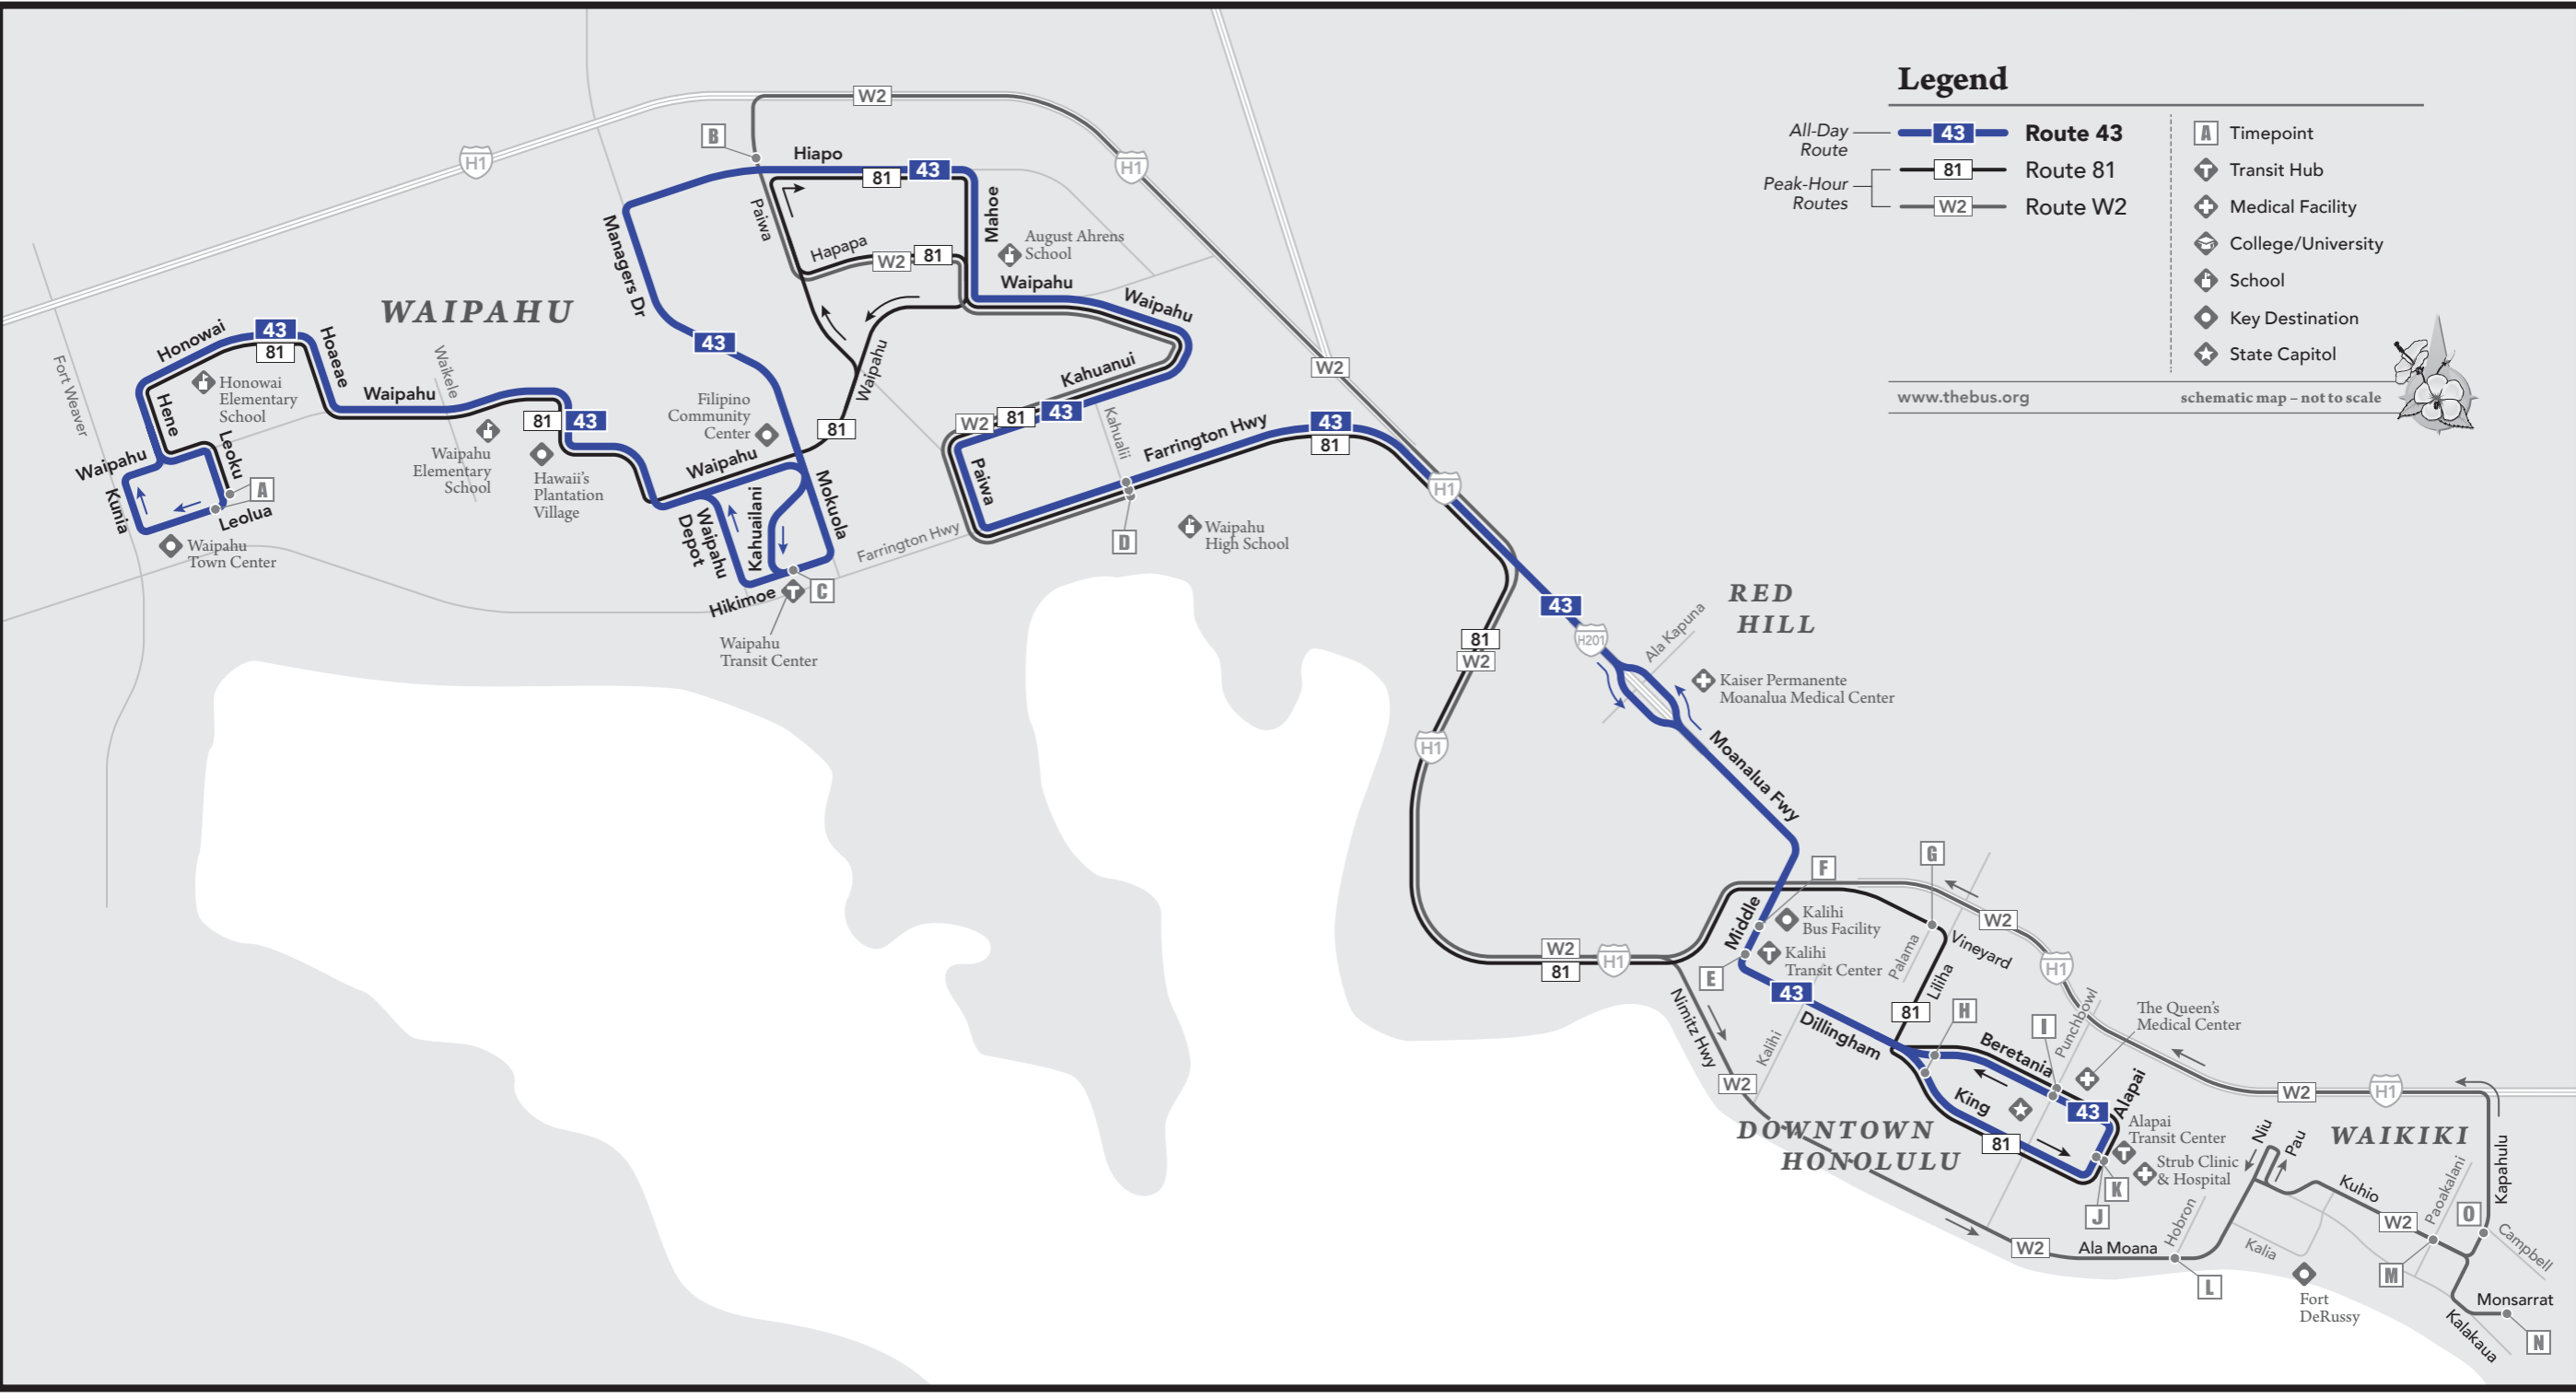 Legend
All-Day
Route
43
Route 43
81
Route 81
Peak-Hour
Routes
W2
Route W2
A
Timepoint
Transit Hub
Medical Facility
College/University
School
Key Destination
State Capitol
www.thebus.org
schematic map – not to scale
W2
H1
H1
B
Hiapo
81
43
Paiwa
Mahoe
Managers Dr
Hapapa
W2
81
August Ahrens
School
Waipahu
Waipahu
WAIPAHU
43
Honowai
43
81
Hoaeae
Fort Weaver
Honowai
Elementary
School
Hene
Waikele
Waipahu
81
43
Waipahu
Elementary
School
Hawaii's
Plantation
Village
Waipahu
Kunia
Leoku
A
Leolua
Waipahu
Town Center
Filipino
Community
Center
Waipahu
81
Waipahu
Kahuailani
Waipahu
Depot
Mokuola
Hikimoe
C
Waipahu
Transit Center
Kahuanui
W2
81
43
Paiwa
Kahualii
Farrington Hwy
Farrington Hwy
D
Waipahu
High School
43
81
W2
H1
43
H201
RED
HILL
Ala Kapuna
Kaiser Permanente
Moanalua Medical Center
81
W2
H1
Moanalua Fwy
W2
81
H1
F
G
Middle
Kalihi
Bus Facility
Kalihi
Transit Center
E
43
Palama
Vineyard
W2
H1
Liliha
81
H
Nimitz Hwy
Kalihi
Dillingham
W2
Beretania
I
Punchbowl
The Queen's
Medical Center
King
43
Alapai
81
Alapai
Transit Center
Strub Clinic
& Hospital
K
J
DOWNTOWN
HONOLULU
W2
H1
WAIKIKI
Niu
Pau
Kapahulu
Kuhio
Paoakalani
W2
O
Campbell
M
Hobron
Kalia
W2
Ala Moana
L
Fort
DeRussy
Monsarrat
Kalakaua
N